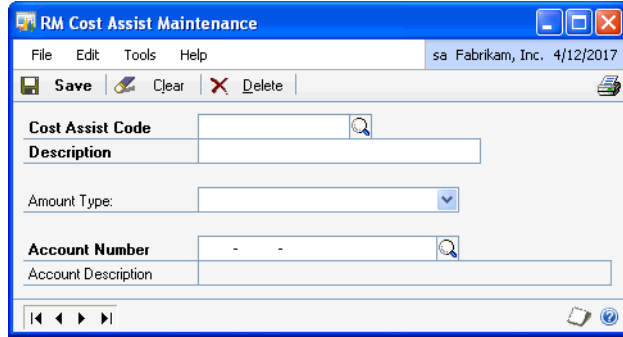 RM Cost Assist Maintenance
File Edit Tools Help sa Fabrikam, Inc. 4/12/2017
Save Clear Delete
Cost Assist Code
Description
Amount Type:
Account Number - -
Account Description